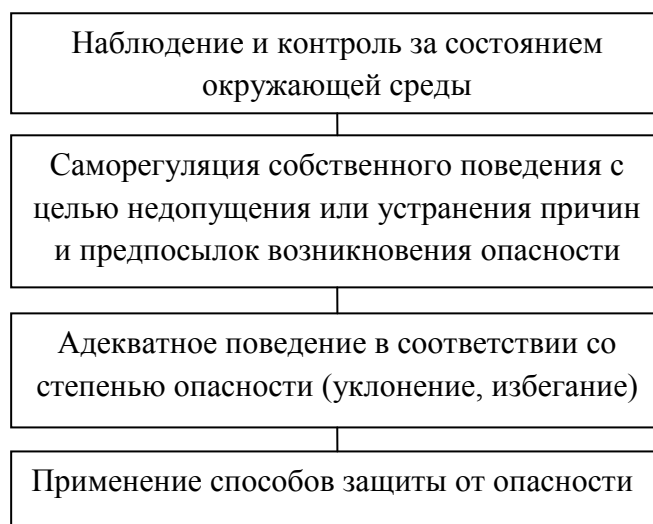 Наблюдение и контроль за состоянием
окружающей среды
Саморегуляция собственного поведения с
целью недопущения или устранения причин
и предпосылок возникновения опасности
Адекватное поведение в соответствии со
степенью опасности (уклонение, избегание)
Применение способов защиты от опасности